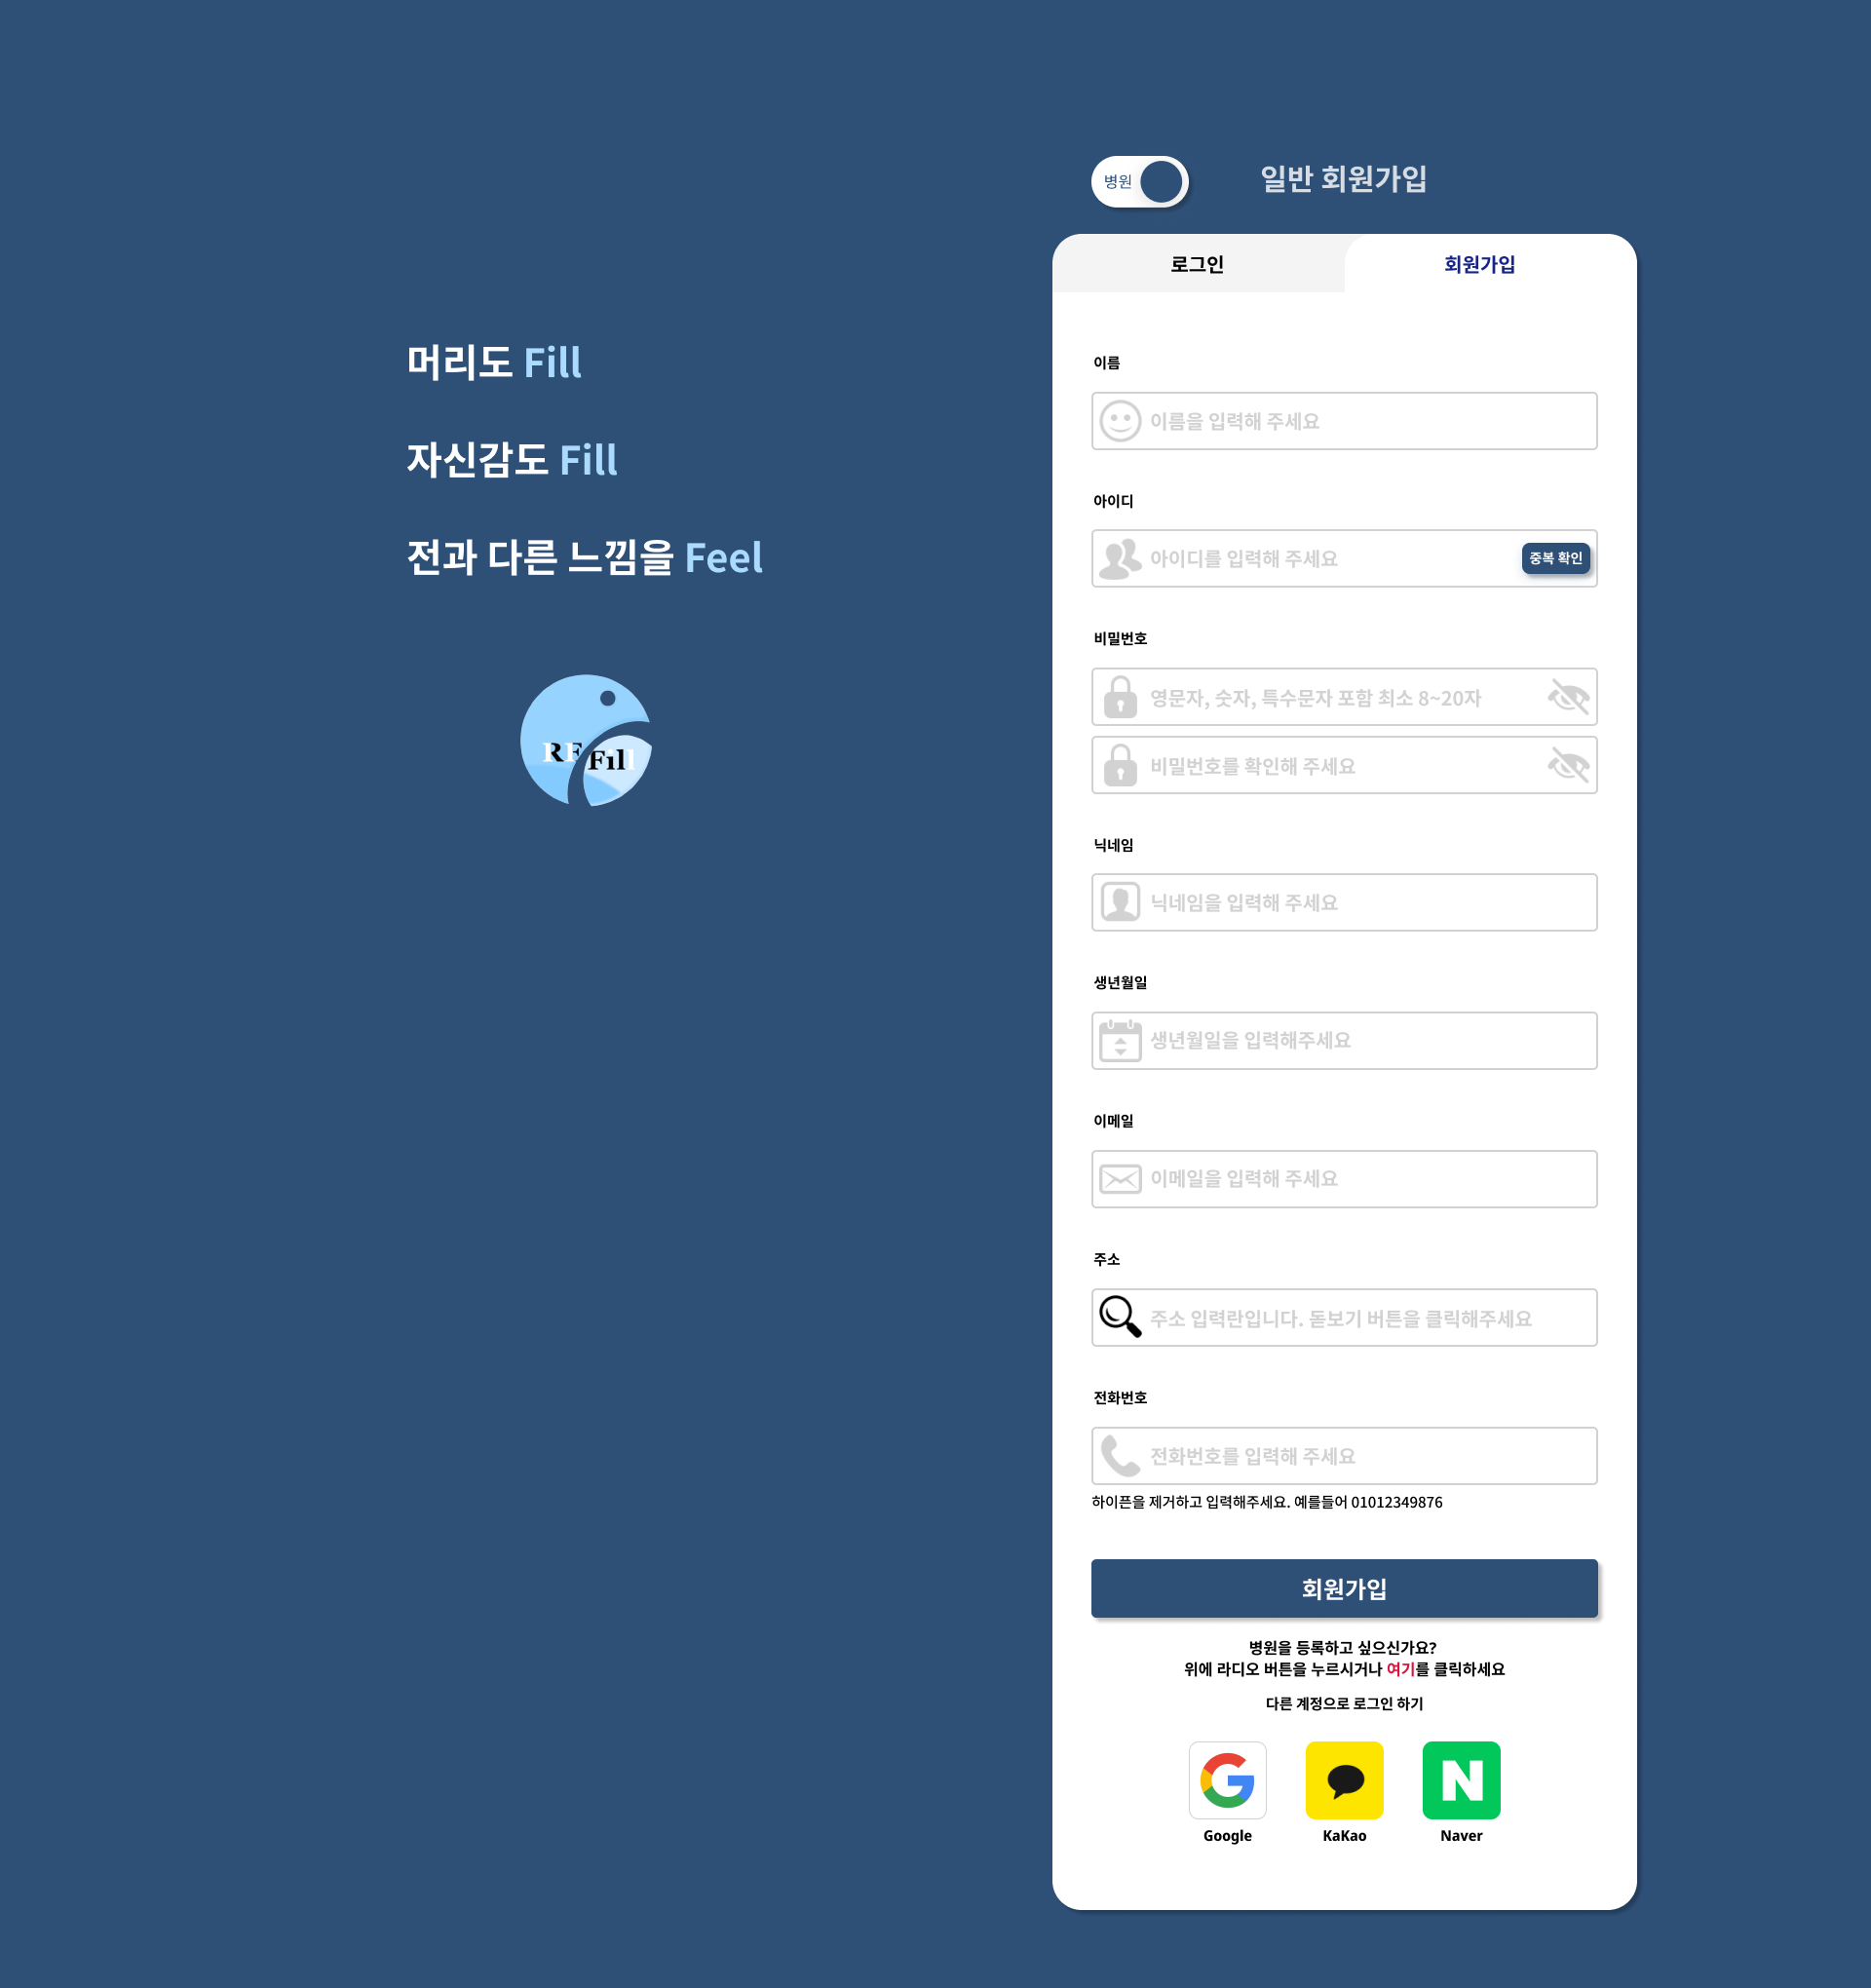 머리도 Fill
자신감도 Fill
전과 다른 느낌을 Feel
RF Fill
병원
일반 회원가입
로그인
회원가입
이름
이름을 입력해 주세요
아이디
아이디를 입력해 주세요
중복 확인
비밀번호
영문자, 숫자, 특수문자 포함 최소 8~20자
비밀번호를 확인해 주세요
닉네임
닉네임을 입력해 주세요
생년월일
생년월일을 입력해주세요
이메일
이메일을 입력해 주세요
주소
주소 입력란입니다. 돋보기 버튼을 클릭해주세요
전화번호
전화번호를 입력해 주세요
하이픈을 제거하고 입력해주세요. 예를들어 01012349876
회원가입
병원을 등록하고 싶으신가요?
위에 라디오 버튼을 누르시거나 여기를 클릭하세요
다른 계정으로 로그인 하기
Google
KaKao
Naver